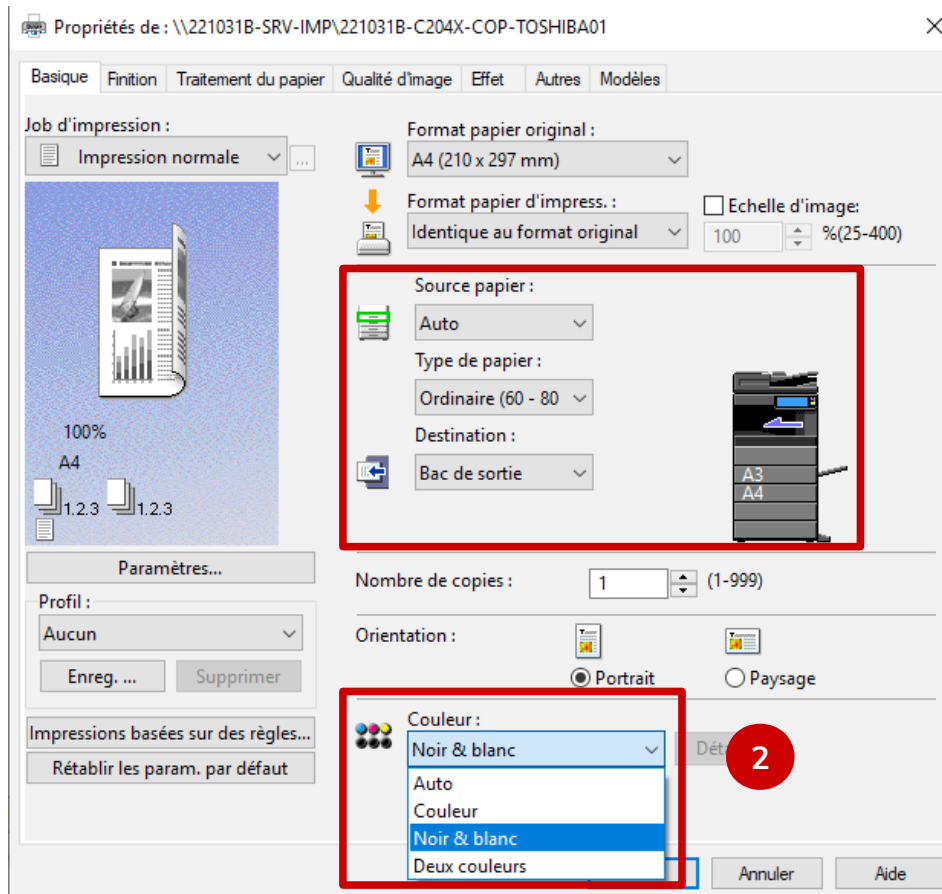 Propriétés de : \\221031B-SRV-IMP\221031B-C204X-COP-TOSHIBA01
Basique Finition Traitement du papier Qualité d'image Effet Autres Modèles
Job d'impression :
Impression normale
...
100%
A4
1.2.3 1.2.3
Paramètres...
Profil :
Aucun
Enreg. ... Supprimer
Impressions basées sur des règles...
Rétablir les param. par défaut
Format papier original :
A4 (210 x 297 mm)
Format papier d'impress. :
Identique au format original
Echelle d'image:
100 %(25-400)
Source papier :
Auto
Type de papier :
Ordinaire (60 - 80
Destination :
Bac de sortie
A3
A4
Nombre de copies : 1 (1-999)
Orientation :
Portrait Paysage
Couleur :
Noir & blanc
2
Auto
Couleur
Noir & blanc
Deux couleurs
Annuler Aide